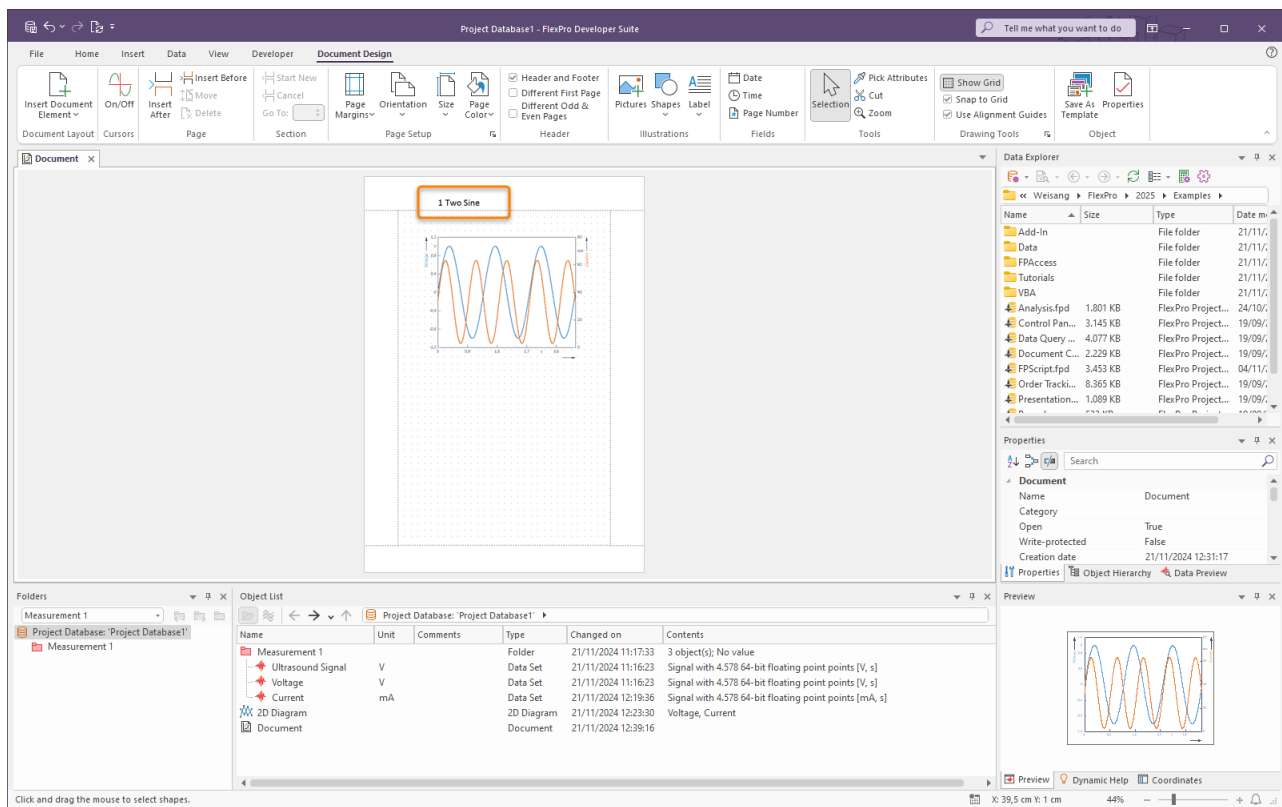 Project Database1 - FlexPro Developer Suite
Tell me what you want to do
File Home Insert Data View Developer Document Design
Insert Document Element
On/Off
Insert After
Insert Before
Move
Delete
Start New
Cancel
Go To:
Page Margins
Orientation
Size
Page Color
Header and Footer
Different First Page
Different Odd & Even Pages
Pictures
Shapes
Label
Date
Time
Page Number
Selection
Pick Attributes
Cut
Zoom
Show Grid
Snap to Grid
Use Alignment Guides
Save As Template
Properties
Document Layout Cursors Page Section Page Setup Header Illustrations Fields Tools Drawing Tools Object
Document
1 Two Sine
Data Explorer
« Weisang FlexPro 2025 Examples
Name Size Type Date m
Add-In File folder 21/11/
Data File folder 21/11/
FPAccess File folder 21/11/
Tutorials File folder 21/11/
VBA File folder 21/11/
Analysis.fpd 1.801 KB FlexPro Project... 24/10/
Control Pan... 3.145 KB FlexPro Project... 19/09/
Data Query ... 4.077 KB FlexPro Project... 19/09/
Document C... 2.229 KB FlexPro Project... 19/09/
FPScript.fpd 3.453 KB FlexPro Project... 04/11/
Order Tracki... 8.365 KB FlexPro Project... 19/09/
Presentation... 1.089 KB FlexPro Project... 19/09/
Properties
Search
Document
Name Document
Category
Open True
Write-protected False
Creation date 21/11/2024 12:31:17
Properties Object Hierarchy Data Preview
Folders
Measurement 1
Project Database: 'Project Database1'
Measurement 1
Object List
Project Database: 'Project Database1'
Name Unit Comments Type Changed on Contents
Measurement 1 Folder 21/11/2024 11:17:33 3 object(s); No value
Ultrasound Signal V Data Set 21/11/2024 11:16:23 Signal with 4.578 64-bit floating point points [V, s]
Voltage V Data Set 21/11/2024 11:16:23 Signal with 4.578 64-bit floating point points [V, s]
Current mA Data Set 21/11/2024 12:19:36 Signal with 4.578 64-bit floating point points [mA, s]
2D Diagram 2D Diagram 21/11/2024 12:23:30 Voltage, Current
Document Document 21/11/2024 12:39:16
Preview
Preview Dynamic Help Coordinates
Click and drag the mouse to select shapes.
X: 39,5 cm Y: 1 cm 44%